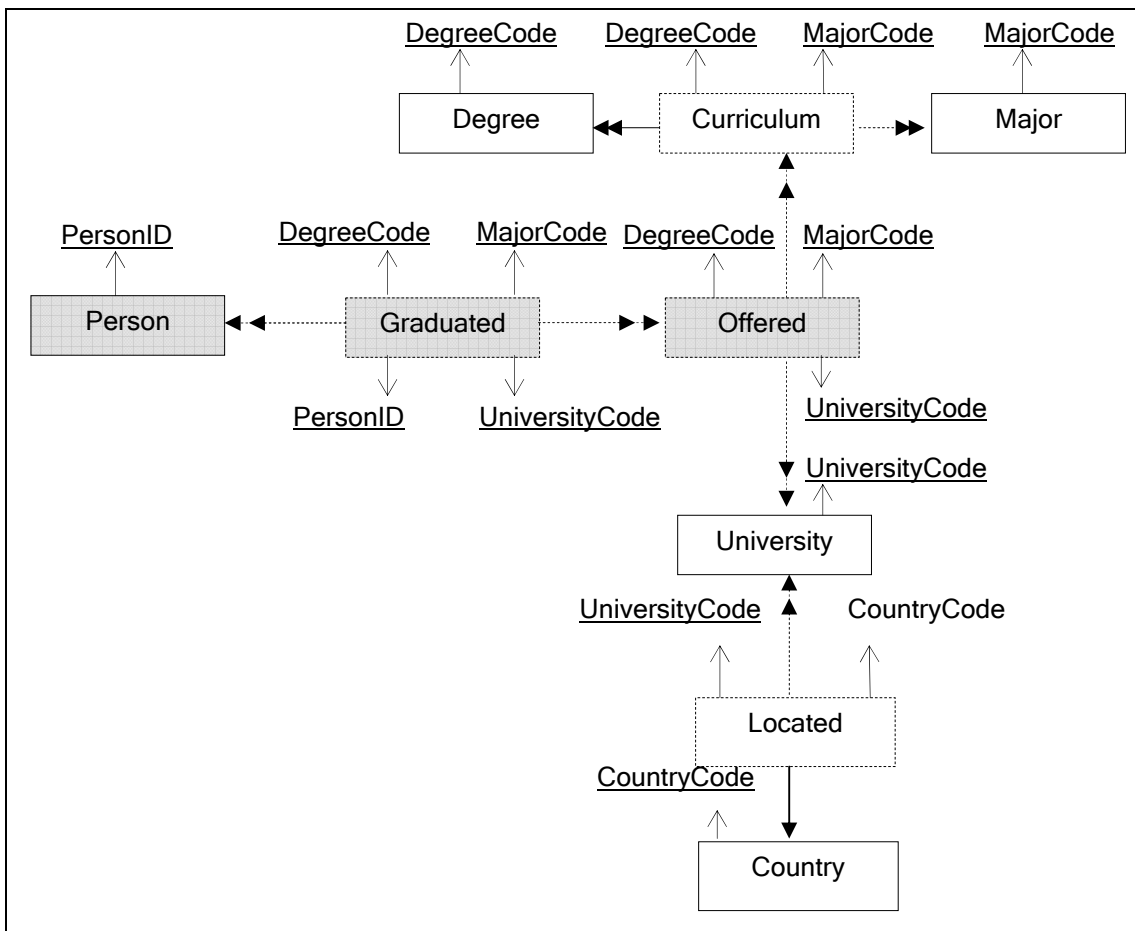 DegreeCode DegreeCode MajorCode MajorCode
Degree Curriculum Major
PersonID DegreeCode MajorCode DegreeCode MajorCode
Person Graduated Offered
PersonID UniversityCode UniversityCode
UniversityCode
University
UniversityCode CountryCode
Located
CountryCode
Country